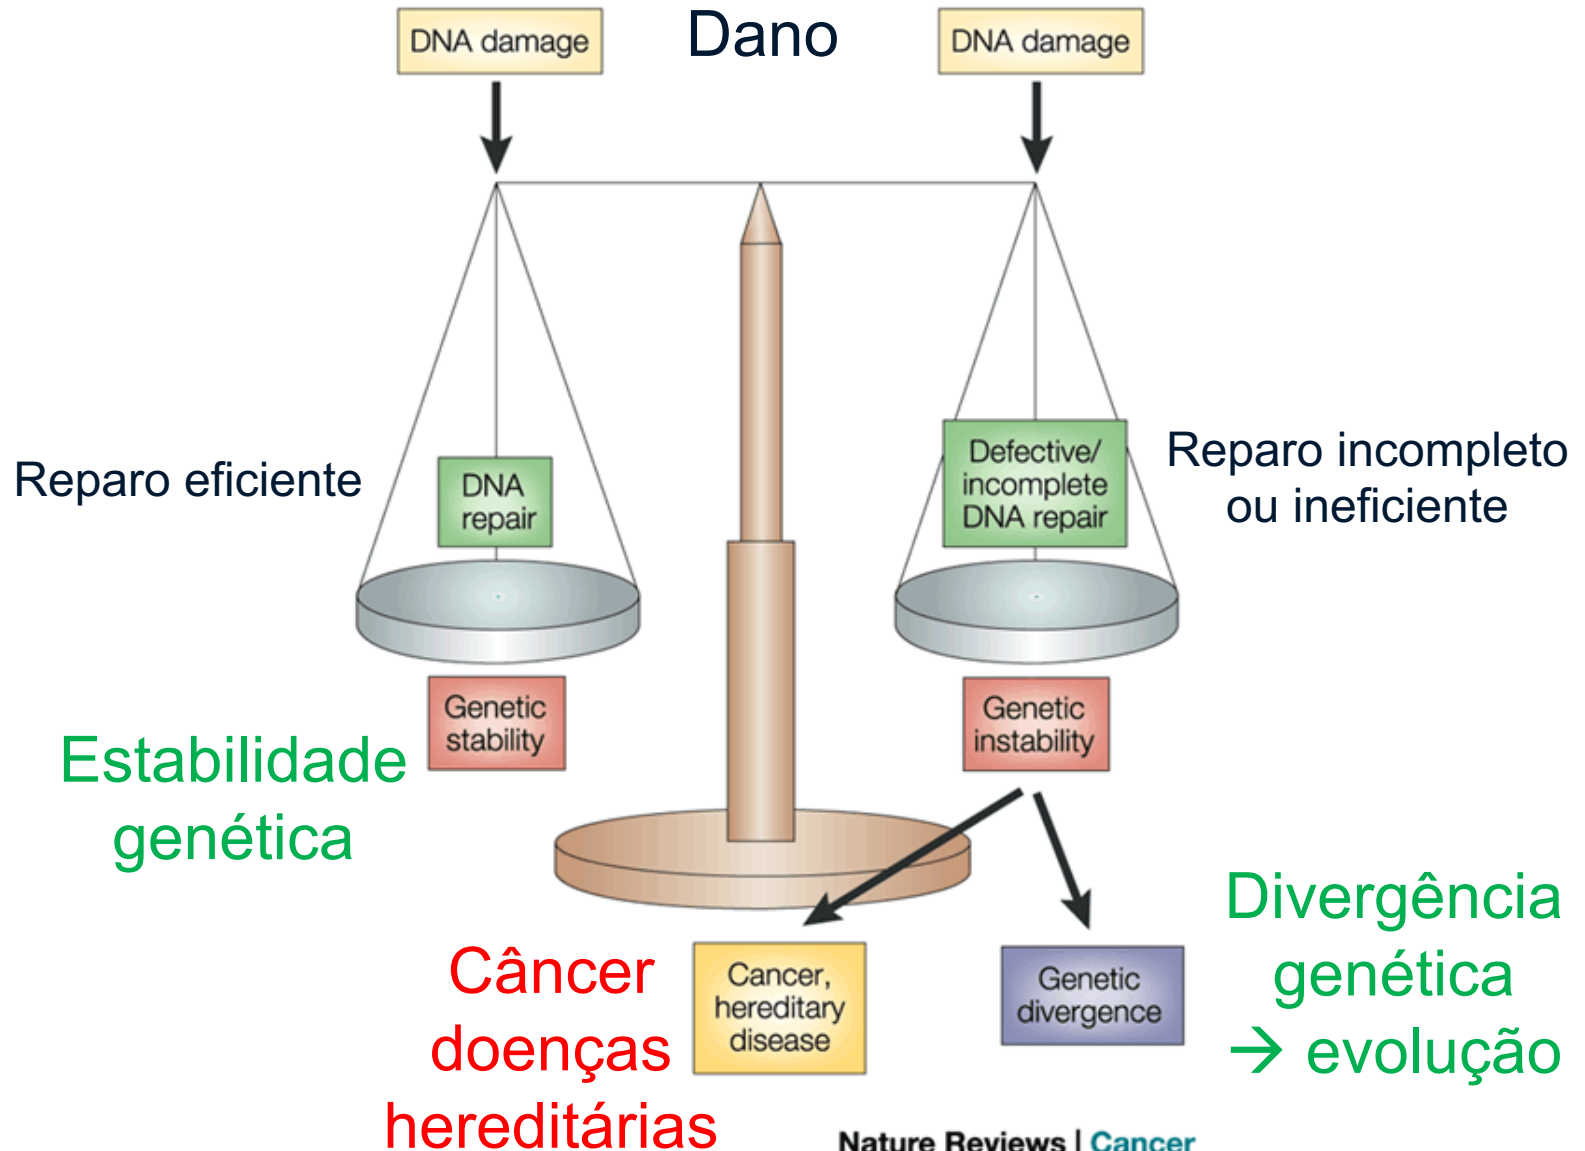 DNA damage
Dano
DNA damage
Reparo eficiente
DNA
repair
Defective/
incomplete
DNA repair
Reparo incompleto
ou ineficiente
Genetic
stability
Genetic
instability
Estabilidade
genética
Câncer
doenças
hereditárias
Cancer,
hereditary
disease
Genetic
divergence
Divergência
genética
→ evolução
Nature Reviews | Cancer